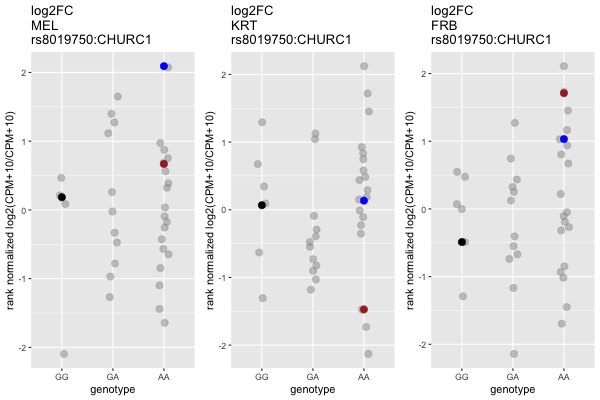 log2FC
MEL
rs8019750:CHURC1
rank normalized log2(CPM+10/CPM+10)
2
1
0
-1
-2
GG
GA
AA
genotype
log2FC
KRT
rs8019750:CHURC1
rank normalized log2(CPM+10/CPM+10)
2
1
0
-1
-2
GG
GA
AA
genotype
log2FC
FRB
rs8019750:CHURC1
rank normalized log2(CPM+10/CPM+10)
2
1
0
-1
-2
GG
GA
AA
genotype